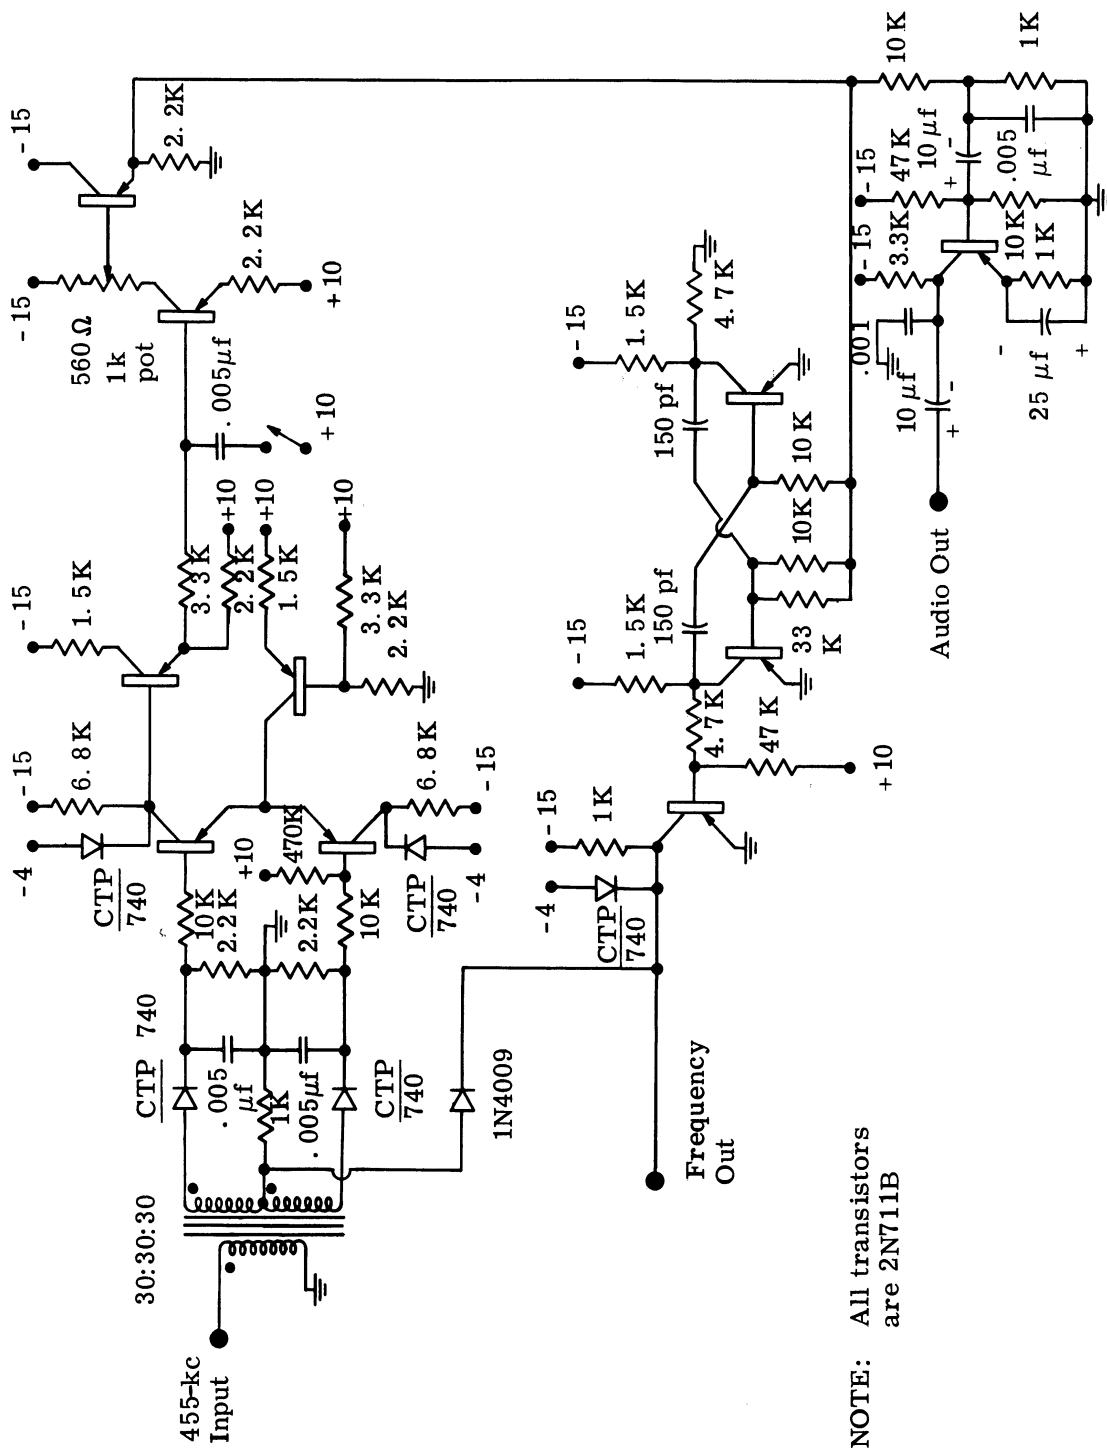 -4
-15
-15
-15
-15
CTP
740
6.8K
1.5K
560Ω
1k
pot
2.2K
30:30:30
CTP
740
10K
2.2K
3.3K
2.2K
+10
.005μf
2.2K
+10
455-kc
Input
.005
μf
1K
+10
470K
1.5K
+10
+10
.005μf
2.2K
10K
3.3K
2.2K
+10
CTP
740
CTP
740
6.8K
-4
-15
1N4009
-4
-15
-15
-15
CTP
740
1K
1.5K
1.5K
150 pf
150 pf
4.7K
4.7K
Frequency
Out
47K
33
K
10K
10K
+10
-15
-15
3.3K
47K
10 μf
10K
.001
10 μf
+
-
+
-
Audio Out
10K
1K
.005
μf
1K
25 μf
-
+
NOTE: All transistors
are 2N711B